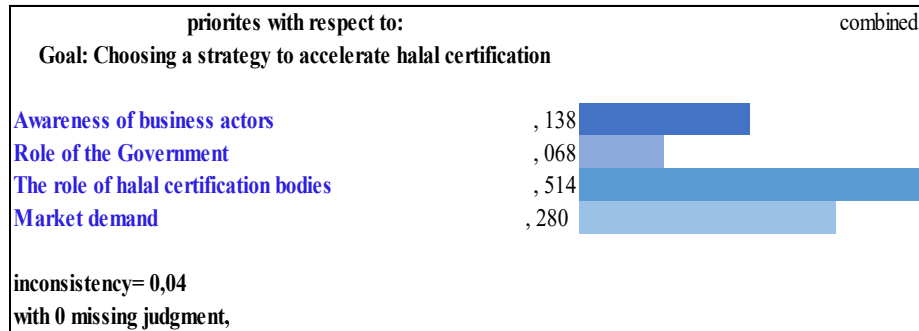 priorites with respect to: combined
Goal: Choosing a strategy to accelerate halal certification
Awareness of business actors , 138
Role of the Government , 068
The role of halal certification bodies , 514
Market demand , 280
inconsistency= 0,04
with 0 missing judgment,